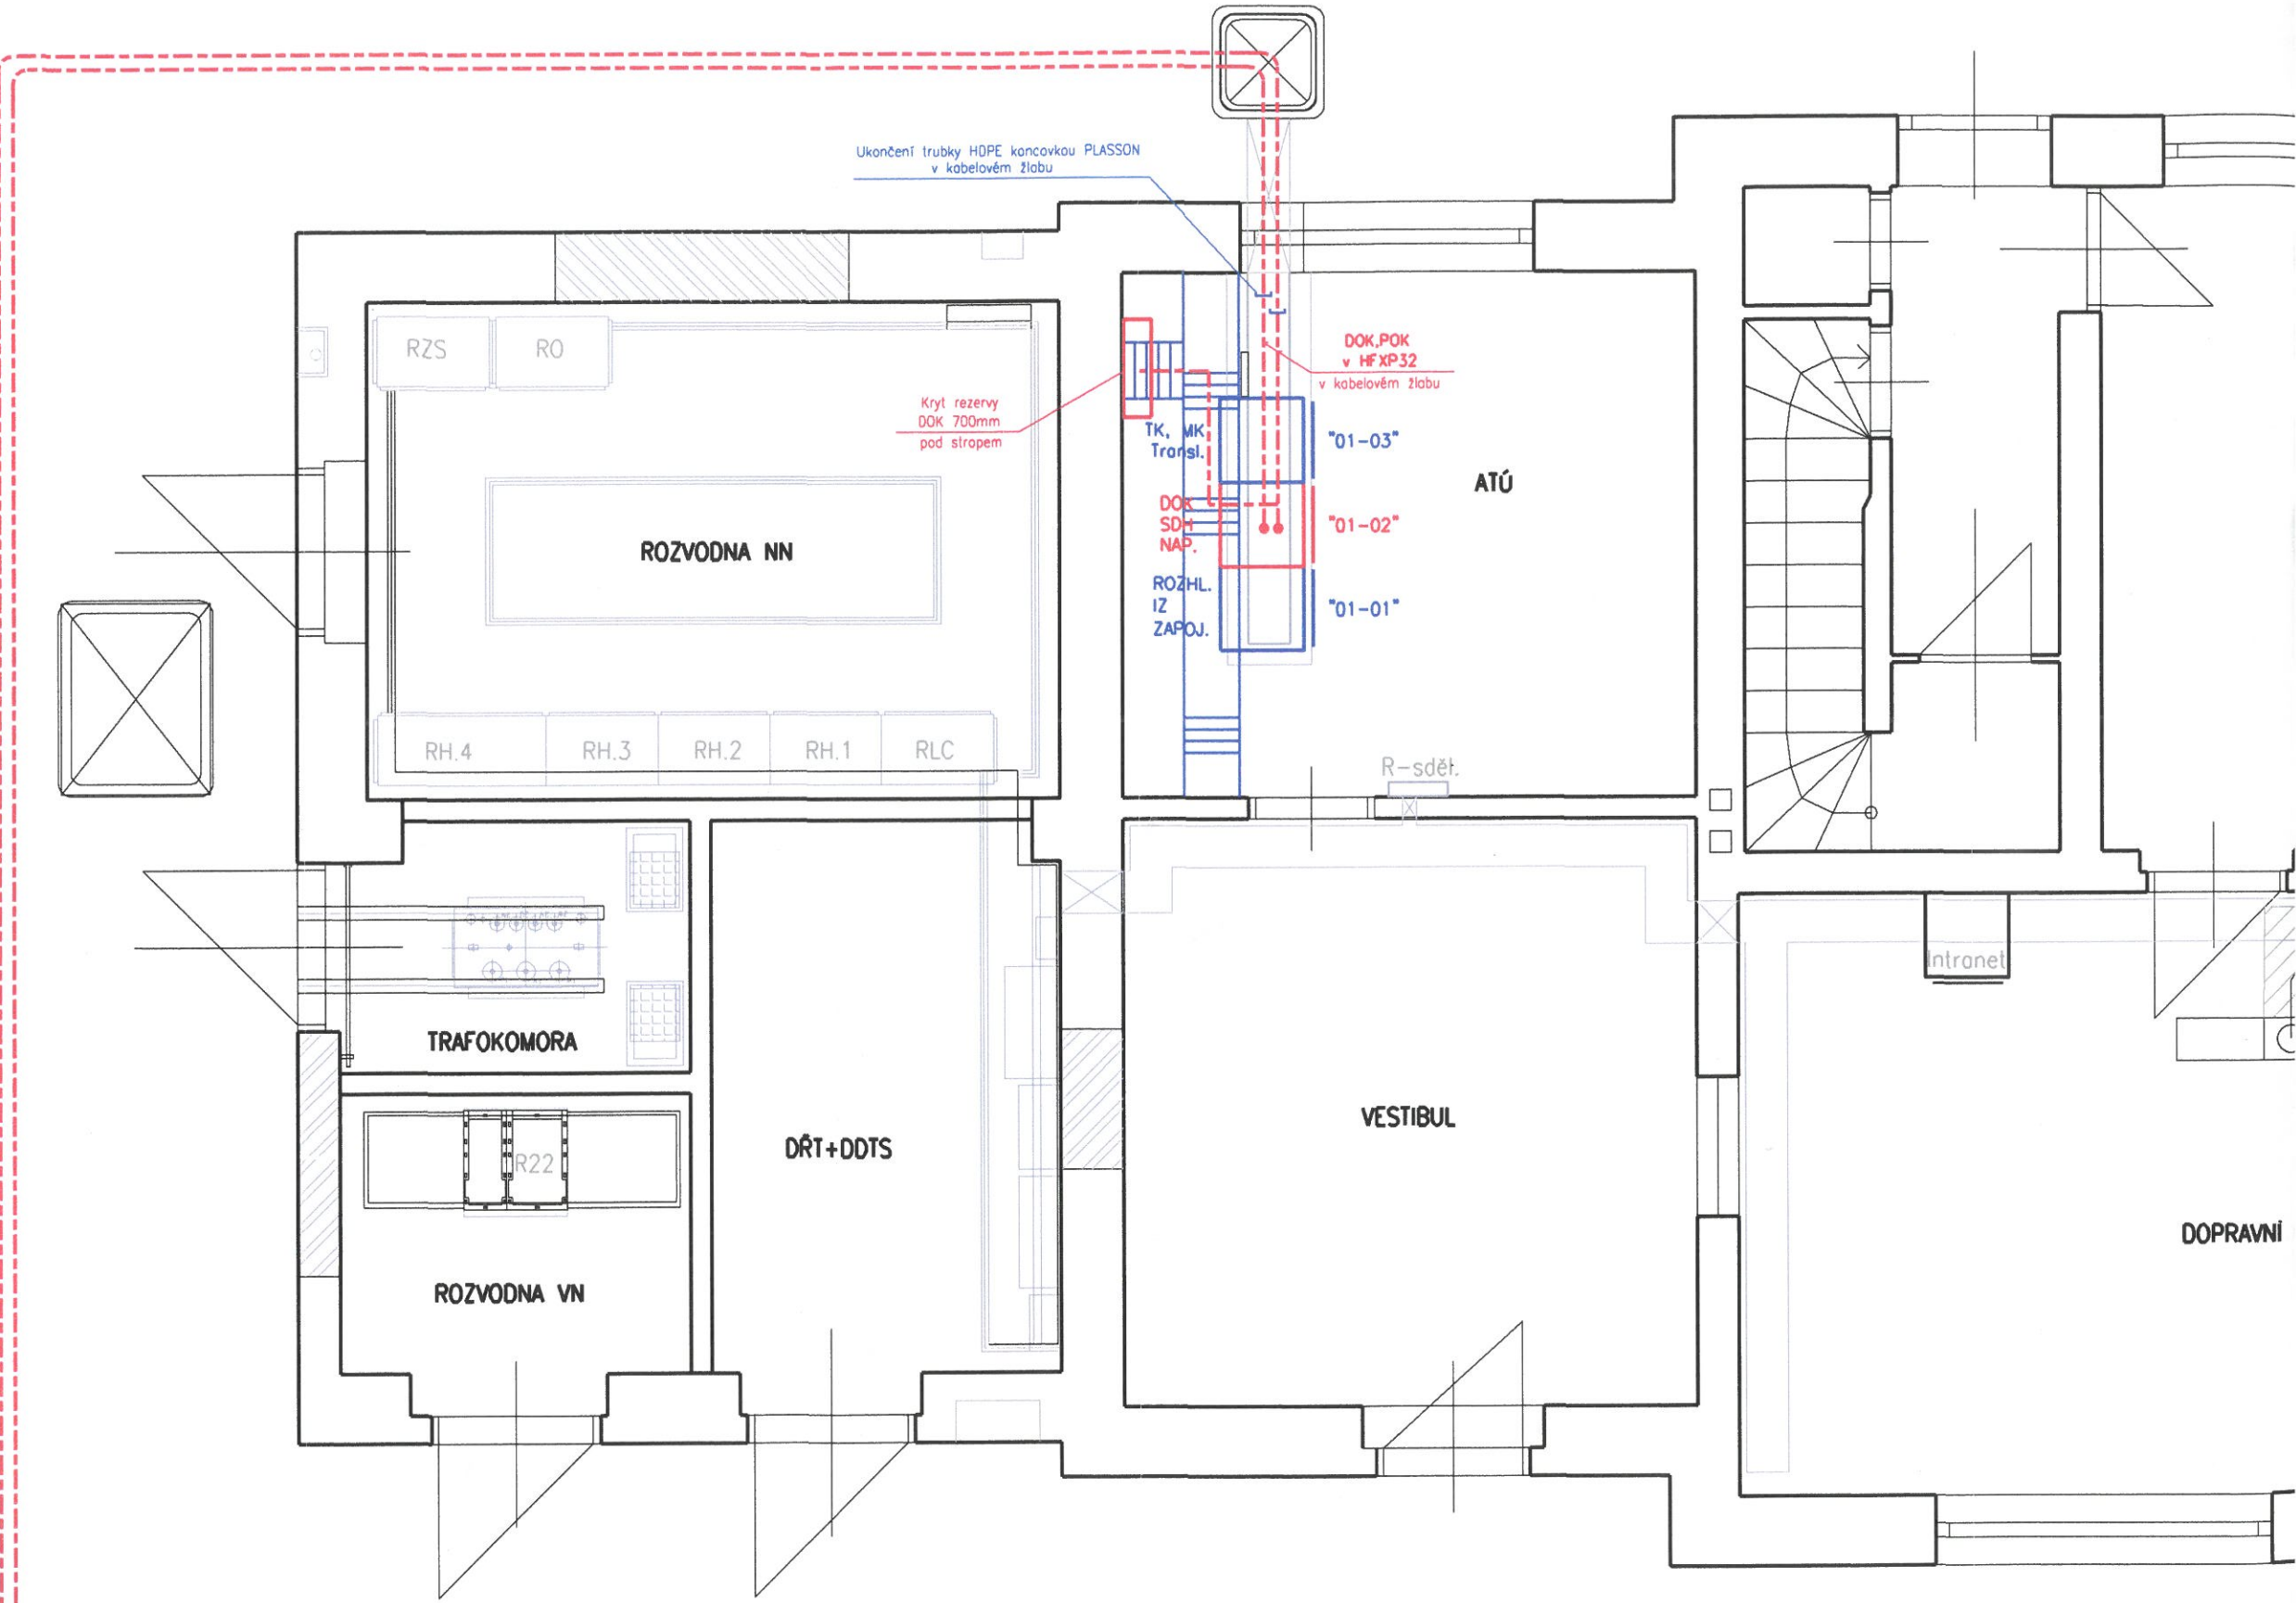 Ukončení trubky HDPE koncovkou PLASSON
v kabelovém žlabu
RZS
RO
DOK,POK
v HFXP32
v kabelovém žlabu
Kryt rezervy
DOK 700mm
pod stropem
TK, MK
Transl.
"01-03"
ATÚ
DOK
SDH
NAP.
"01-02"
ROZVODNA NN
ROZHL.
IZ
ZAPOJ.
"01-01"
RH.4
RH.3
RH.2
RH.1
RLC
R-sděl.
Intranet
TRAFOKOMORA
VESTIBUL
DŘT+DDTS
R22
DOPRAVNÍ
ROZVODNA VN